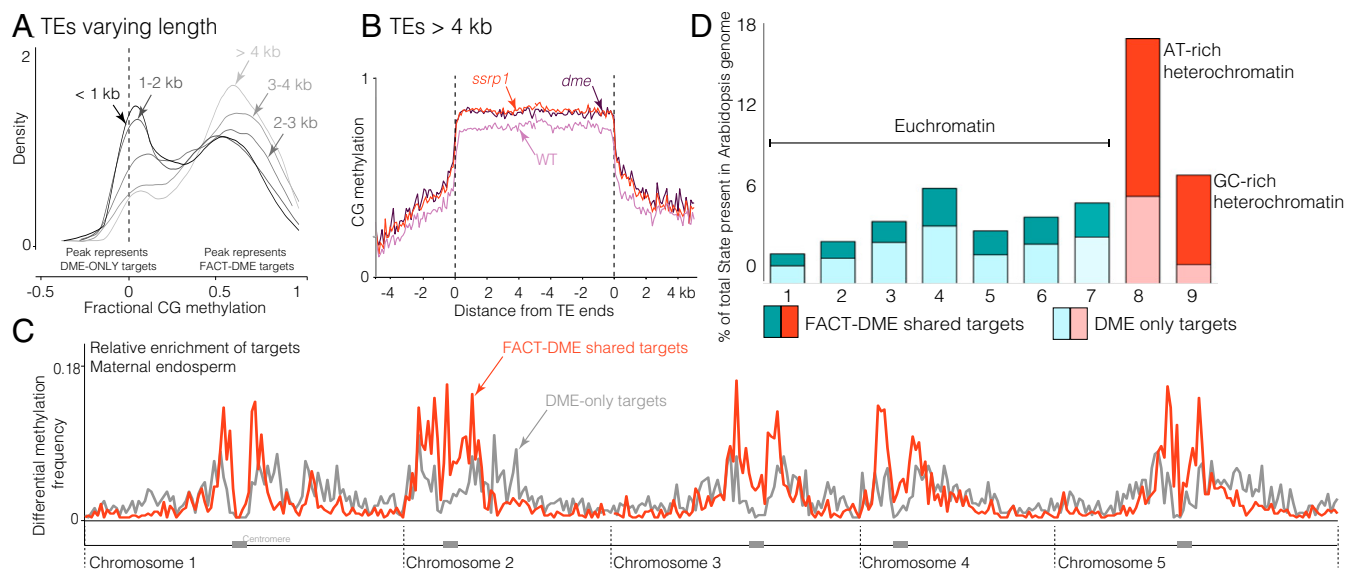 A TEs varying length
2
> 4 kb
1-2 kb
< 1 kb
3-4 kb
2-3 kb
Density
0
Peak represents
DME-ONLY targets
Peak represents
FACT-DME targets
-0.5
0
0.5
1
Fractional CG methylation
B TEs > 4 kb
1
ssrp1
dme
WT
CG methylation
0
-4 -2 0 2 4 -4 -2 0 2 4 kb
Distance from TE ends
D
18
12
6
0
% of total State present in Arabidopsis genome
Euchromatin
AT-rich
heterochromatin
GC-rich
heterochromatin
1 2 3 4 5 6 7 8 9
FACT-DME shared targets
DME only targets
C
Relative enrichment of targets
Maternal endosperm
0.18
FACT-DME shared targets
DME-only targets
Differential methylation
frequency
0
Centromere
Chromosome 1
Chromosome 2
Chromosome 3
Chromosome 4
Chromosome 5